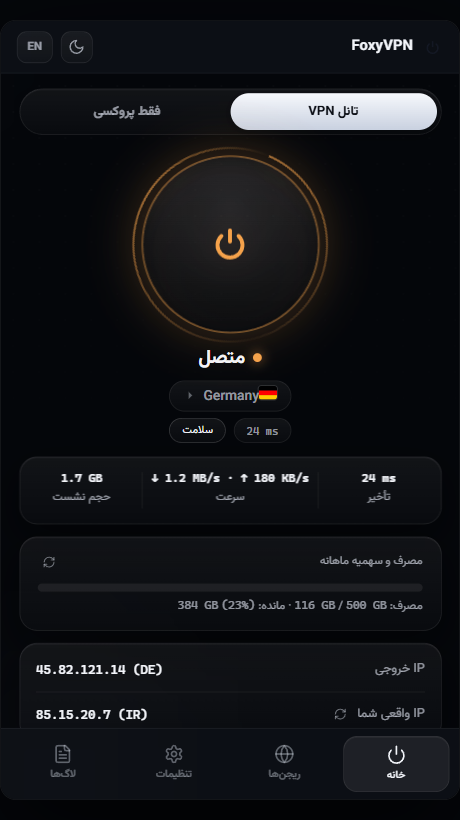 FoxyVPN
EN
تانل VPN
فقط پروکسی
متصل
Germany
24 ms
سلامت
24 ms
تأخیر
↓ 1.2 MB/s · ↑ 180 KB/s
سرعت
1.7 GB
حجم نشست
مصرف و سهمیه ماهانه
مصرف: 116 GB / 500 GB · مانده: 384 GB (23%)
IP خروجی
45.82.121.14 (DE)
IP واقعی شما
85.15.20.7 (IR)
خانه
ریجن‌ها
تنظیمات
لاگ‌ها